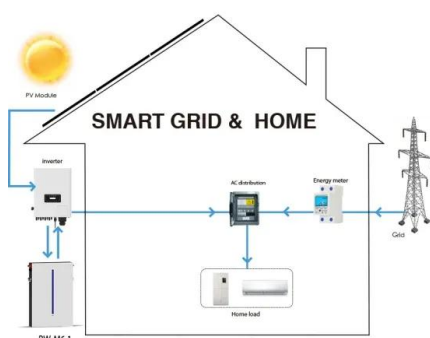 PV Module
SMART GRID & HOME
inverter
AC distribution
Energy meter
Grid
Home load